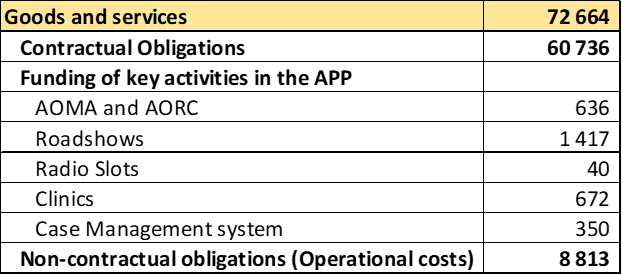 Goods and services 72 664
Contractual Obligations 60 736
Funding of key activities in the APP
AOMA and AORC 636
Roadshows 1 417
Radio Slots 40
Clinics 672
Case Management system 350
Non-contractual obligations (Operational costs) 8 813